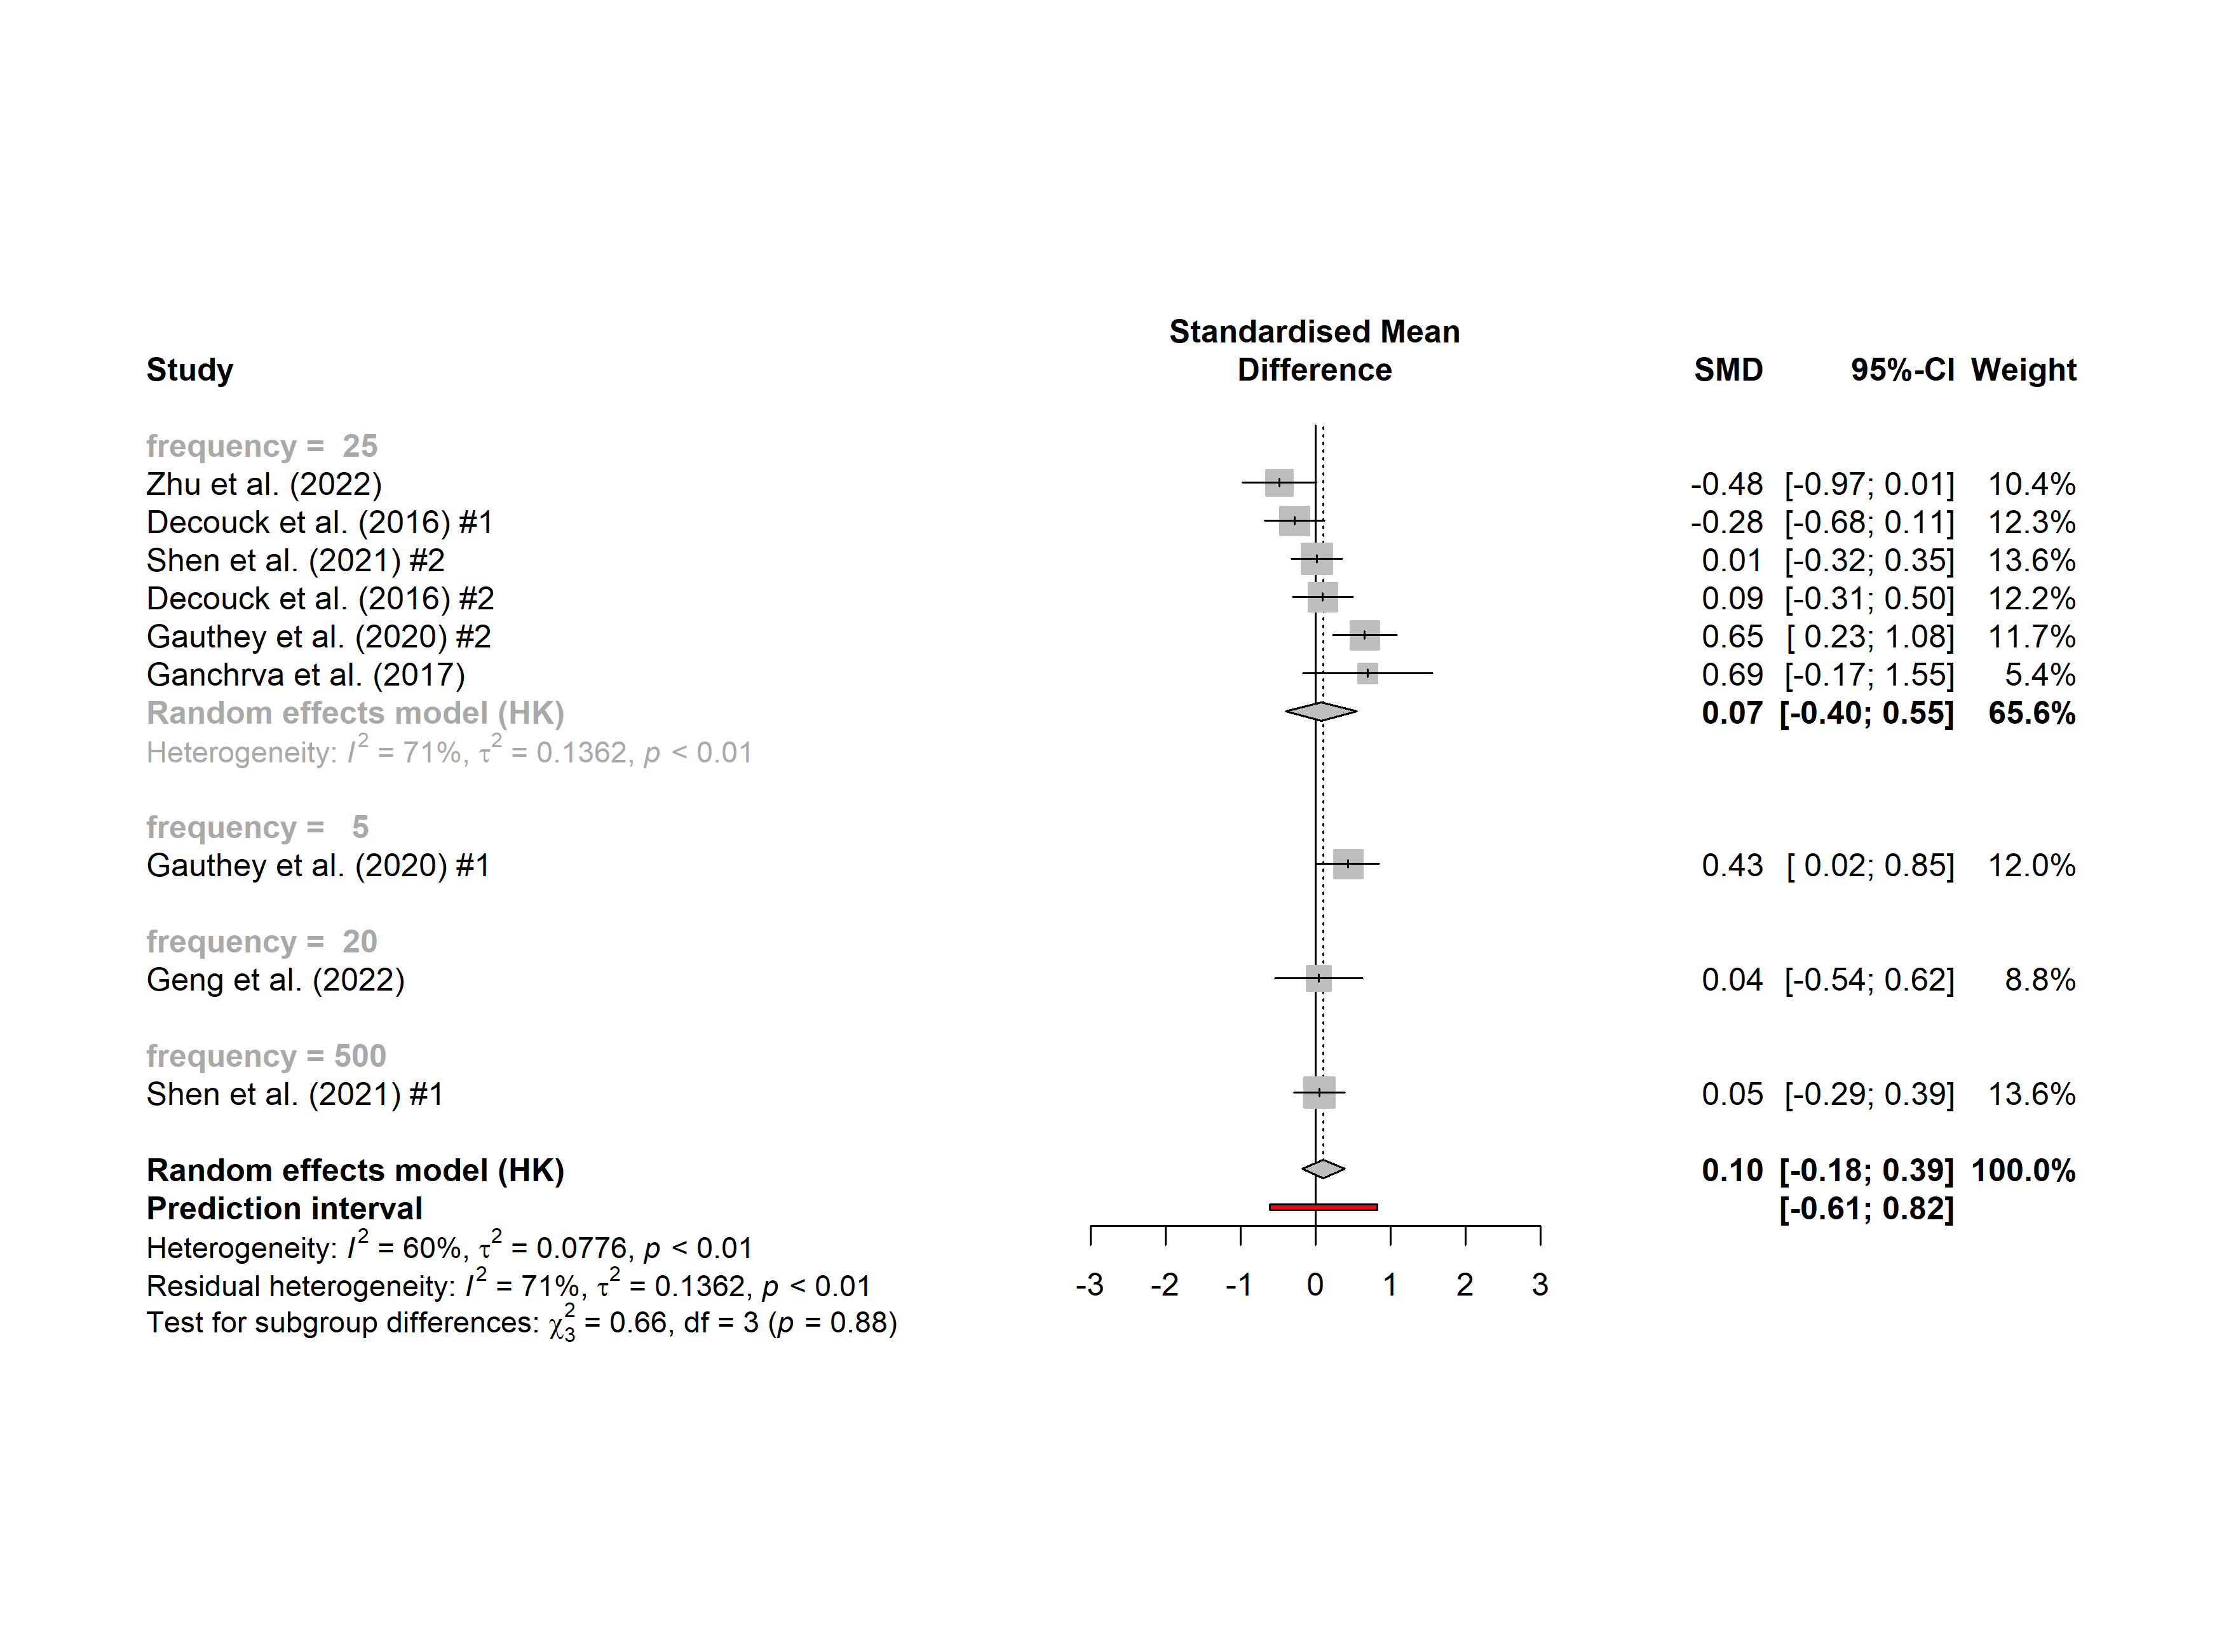 Standardised Mean
Study Difference SMD 95%-CI Weight
frequency = 25
Zhu et al. (2022) -0.48 [-0.97; 0.01] 10.4%
Decouck et al. (2016) #1 -0.28 [-0.68; 0.11] 12.3%
Shen et al. (2021) #2 0.01 [-0.32; 0.35] 13.6%
Decouck et al. (2016) #2 0.09 [-0.31; 0.50] 12.2%
Gauthey et al. (2020) #2 0.65 [ 0.23; 1.08] 11.7%
Ganchrva et al. (2017) 0.69 [-0.17; 1.55] 5.4%
Random effects model (HK) 0.07 [-0.40; 0.55] 65.6%
Heterogeneity: I² = 71%, τ² = 0.1362, p < 0.01
frequency = 5
Gauthey et al. (2020) #1 0.43 [ 0.02; 0.85] 12.0%
frequency = 20
Geng et al. (2022) 0.04 [-0.54; 0.62] 8.8%
frequency = 500
Shen et al. (2021) #1 0.05 [-0.29; 0.39] 13.6%
Random effects model (HK) 0.10 [-0.18; 0.39] 100.0%
Prediction interval [-0.61; 0.82]
Heterogeneity: I² = 60%, τ² = 0.0776, p < 0.01
Residual heterogeneity: I² = 71%, τ² = 0.1362, p < 0.01
-3 -2 -1 0 1 2 3
Test for subgroup differences: χ²₃ = 0.66, df = 3 (p = 0.88)